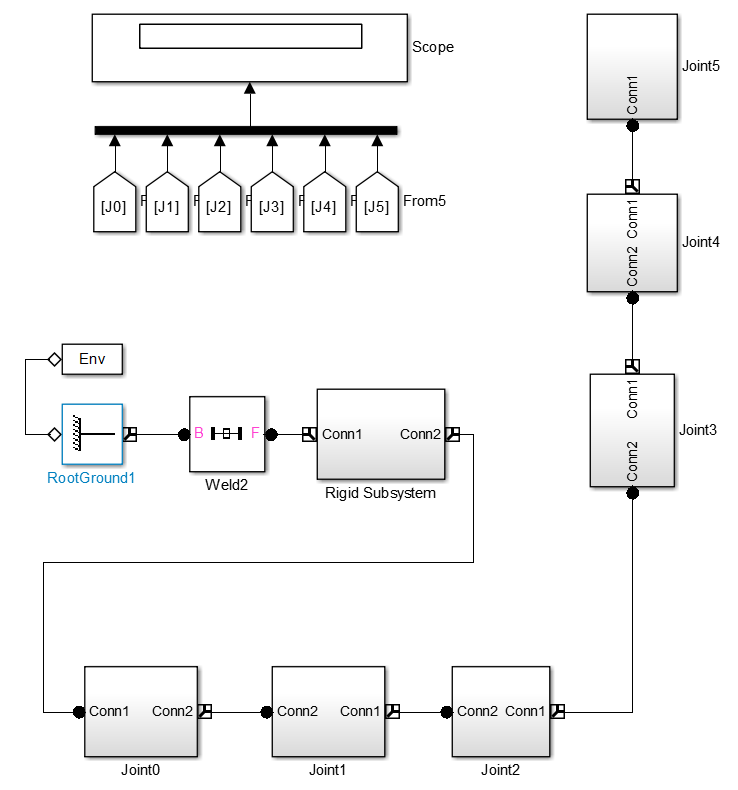 Scope
[J0] F [J1] F [J2] F [J3] F [J4] F [J5] From5
Conn1 Joint5
Conn1
Conn2
Joint4
Env
Conn1
Conn2
Joint3
B F
RootGround1
Weld2
Conn1 Conn2
Rigid Subsystem
Conn1 Conn2
Joint0
Conn2 Conn1
Joint1
Conn2 Conn1
Joint2